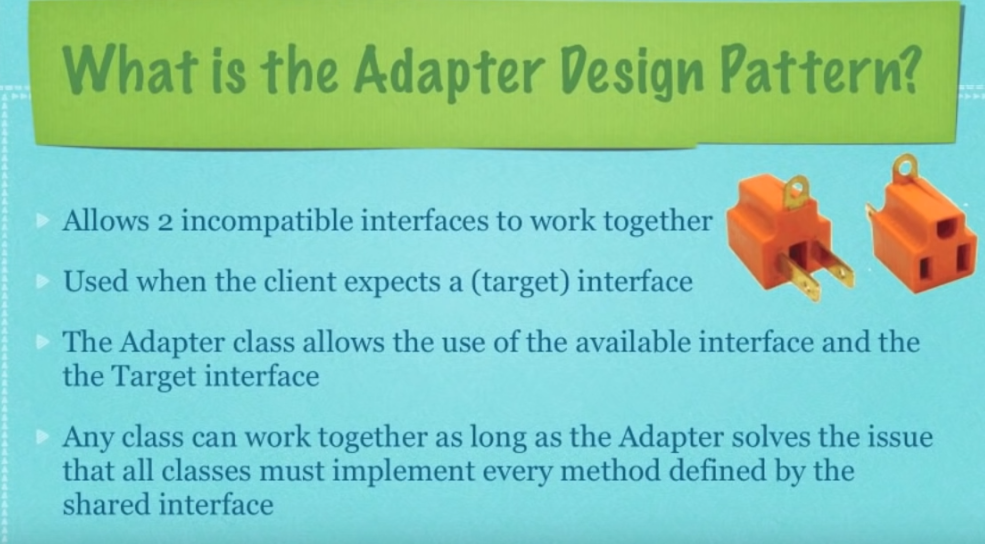 What is the Adapter Design Pattern?
Allows 2 incompatible interfaces to work together
Used when the client expects a (target) interface
The Adapter class allows the use of the available interface and the
the Target interface
Any class can work together as long as the Adapter solves the issue
that all classes must implement every method defined by the
shared interface